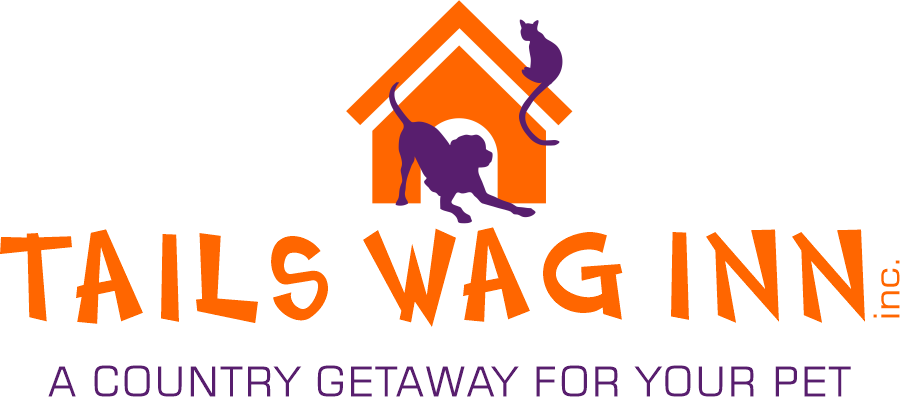 TAILS WAG INN inc.
A COUNTRY GETAWAY FOR YOUR PET